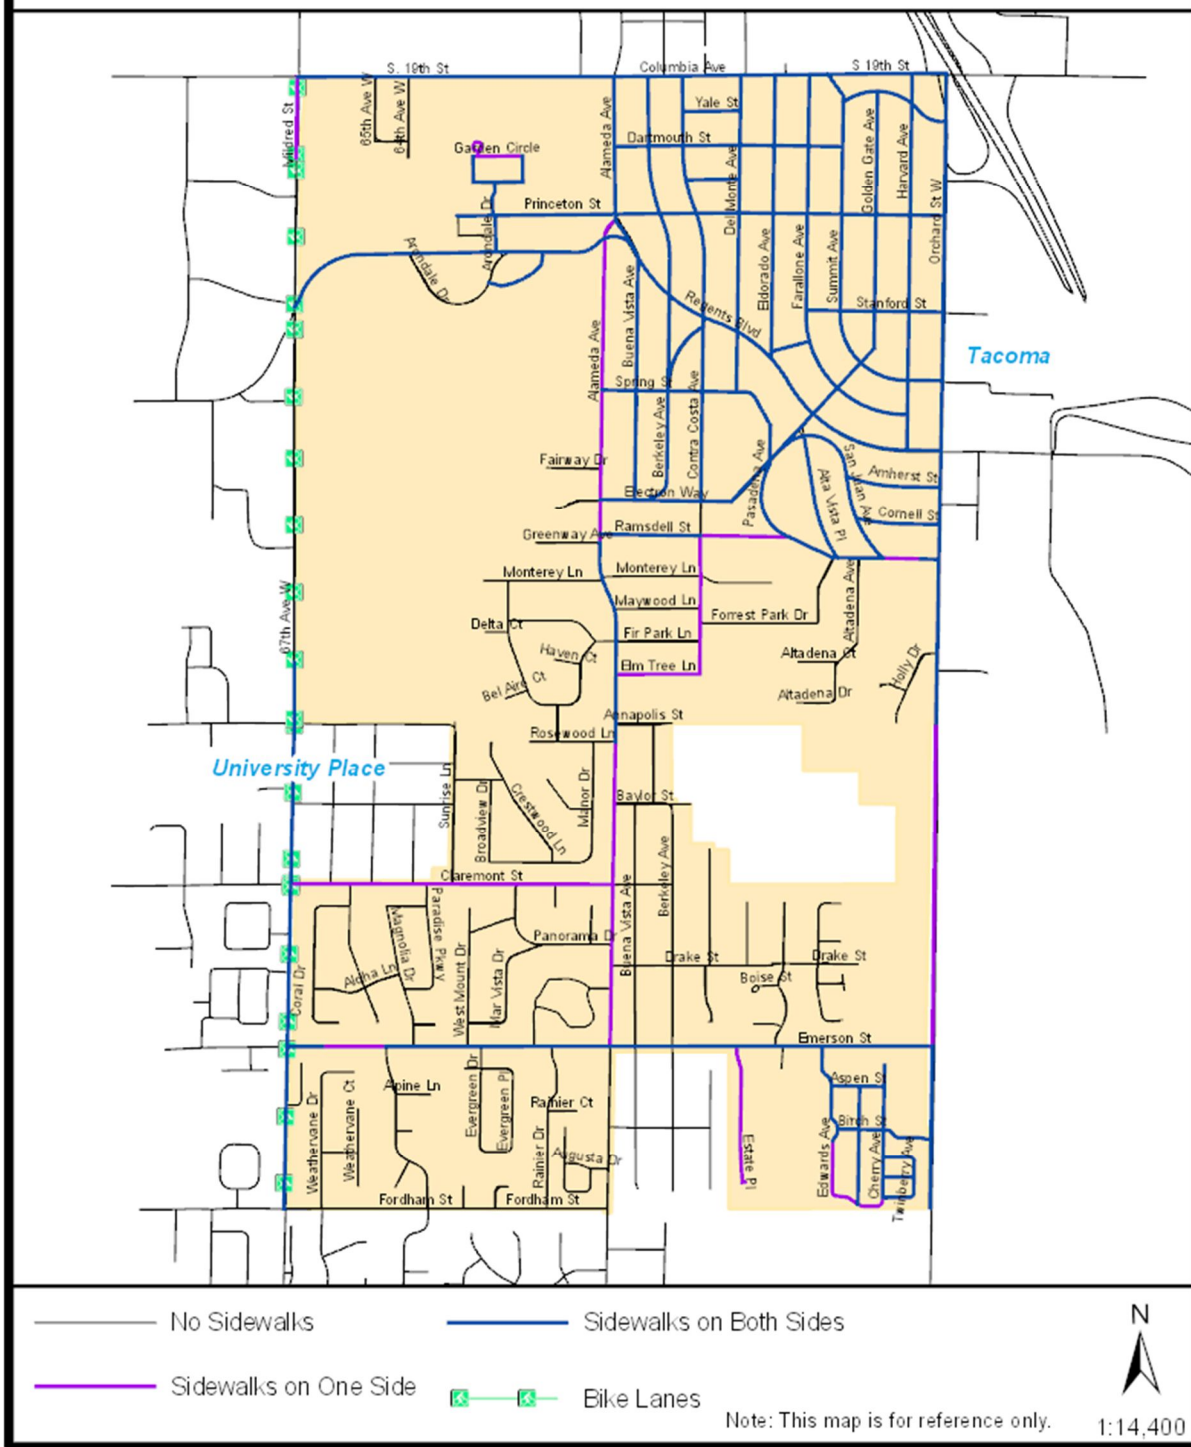 S. 19th St
Columbia Ave
S 19th St
Mildred St
65th Ave W
64th Ave W
Alameda Ave
Yale St
Dartmouth St
Garden Circle
Golden Gate Ave
Harvard Ave
Del Monte Ave
Princeton St
Arondale Dr
Orchard St W
Arondale Dr
Eldorado Ave
Farallone Ave
Summit Ave
Buena Vista Ave
Regents Blvd
Stanford St
Tacoma
Alameda Ave
Spring St
Berkeley Ave
Contra Costa Ave
Fairway Dr
Pasadena Ave
Alta Vista Pl
San Juan Ave
Amherst St
Electron Way
Cornell St
Greenway Ave
Ramsdell St
Monterey Ln
Monterey Ln
67th Ave W
Maywood Ln
Forrest Park Dr
Altadena Ave
Delta Ct
Fir Park Ln
Haven Ct
Altadena Ct
Elm Tree Ln
Holly Dr
Bel Aire Ct
Altadena Dr
Annapolis St
Rosewood Ln
University Place
Sunrise Ln
Broadview Dr
Crestwood Ln
Manor Dr
Baylor St
Claremont St
Berkeley Ave
Buena Vista Ave
Paradise Pkwy
Magnolia Dr
Panorama Dr
West Mount Dr
Mar Vista Dr
Drake St
Drake St
Aloha Ln
Boise St
Coral Dr
Emerson St
Weathervane Dr
Weathervane Ct
Alpine Ln
Evergreen Dr
Evergreen Pl
Rainier Ct
Rainier Dr
Augusta Dr
Aspen St
Birch St
Estate Pl
Edwards Ave
Cherry Ave
Twinberry Ave
Fordham St
Fordham St
No Sidewalks
Sidewalks on Both Sides
N
Sidewalks on One Side
Bike Lanes
Note: This map is for reference only.
1:14,400